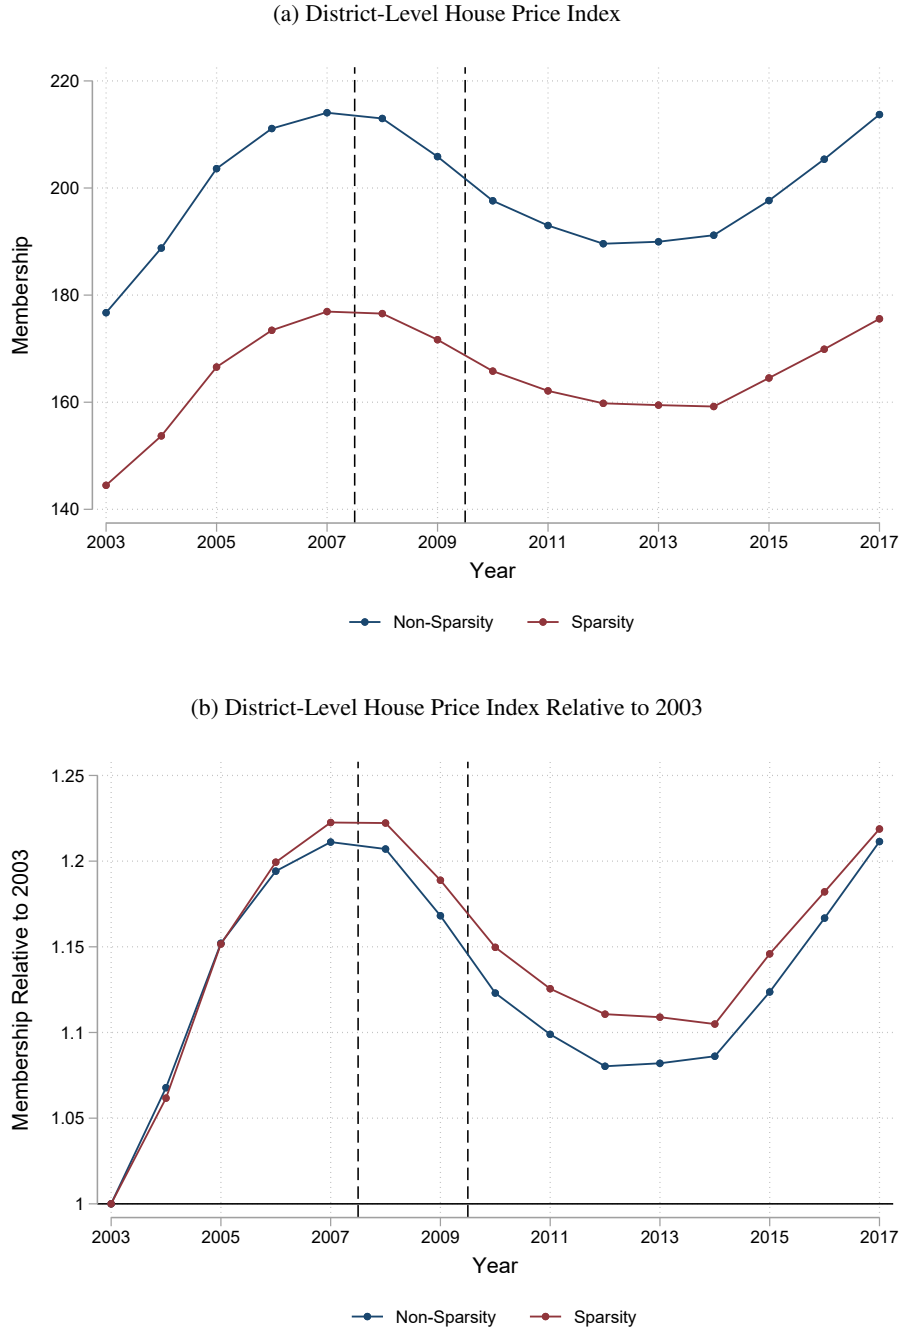 (a) District-Level House Price Index
220
200
180
160
140
Membership
2003 2005 2007 2009 2011 2013 2015 2017
Year
Non-Sparsity Sparsity
(b) District-Level House Price Index Relative to 2003
1.25
1.2
1.15
1.1
1.05
1
Membership Relative to 2003
2003 2005 2007 2009 2011 2013 2015 2017
Year
Non-Sparsity Sparsity